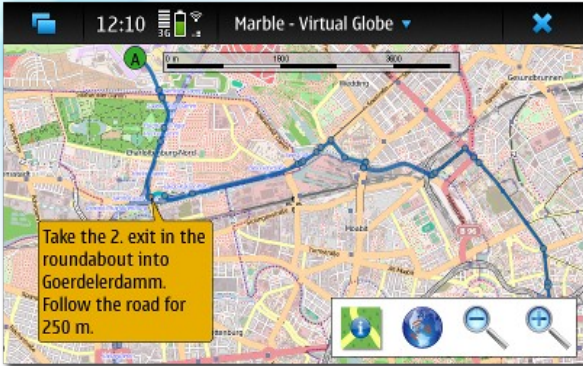 12:10
3G
Marble - Virtual Globe
A
0 m
1800
3600
Wedding
Gesundbrunnen
Charlottenburg-Nord
Moabit
B 96
Take the 2. exit in the
roundabout into
Goerdelerdamm.
Follow the road for
250 m.